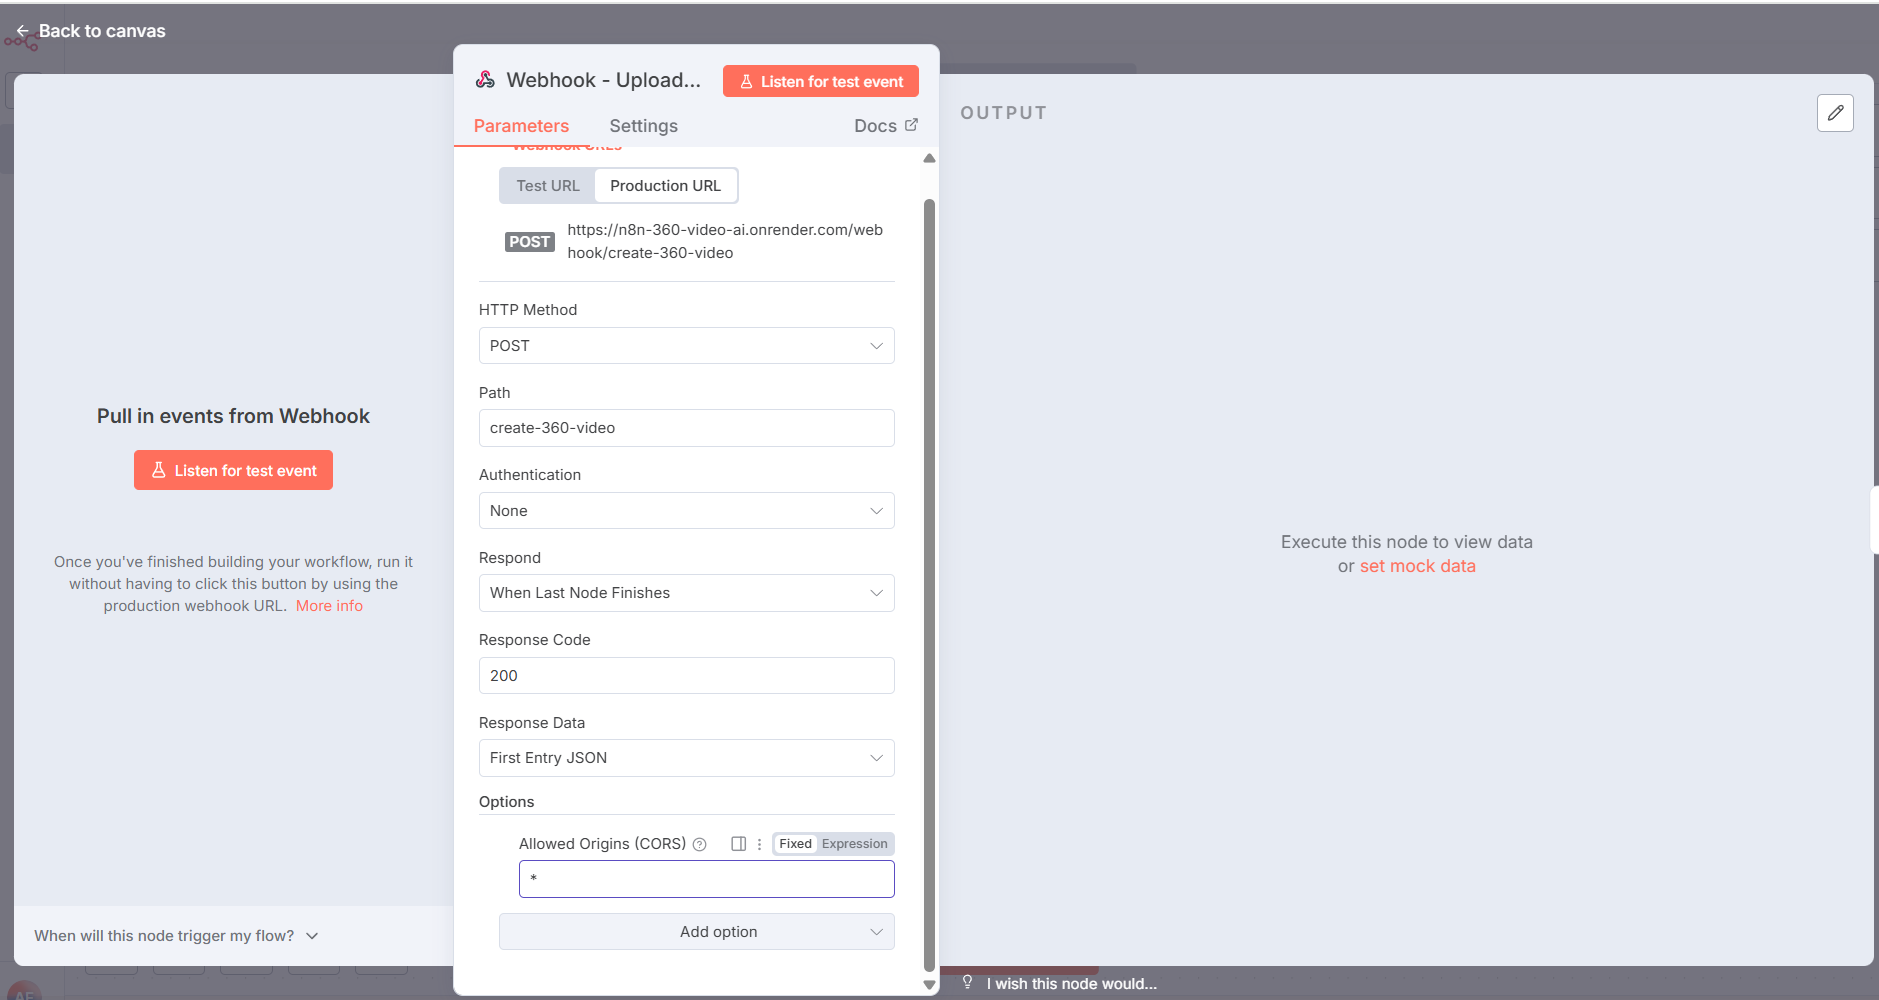 Back to canvas
Webhook - Upload...
Listen for test event
Parameters
Settings
Docs
Webhook URLs
Test URL
Production URL
POST
https://n8n-360-video-ai.onrender.com/web
hook/create-360-video
HTTP Method
POST
Path
create-360-video
Authentication
None
Respond
When Last Node Finishes
Response Code
200
Response Data
First Entry JSON
Options
Allowed Origins (CORS)
Fixed
Expression
*
Add option
Pull in events from Webhook
Listen for test event
Once you've finished building your workflow, run it
without having to click this button by using the
production webhook URL. More info
When will this node trigger my flow?
OUTPUT
Execute this node to view data
or set mock data
I wish this node would...
AF